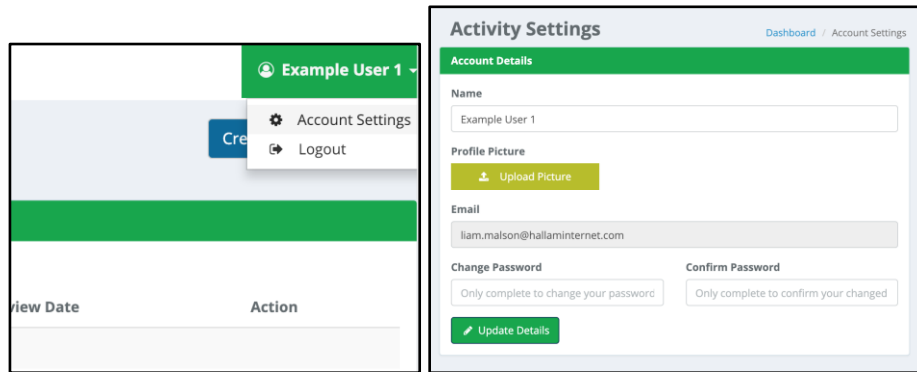 Example User 1
Account Settings
Cre
Logout
view Date
Action
Activity Settings
Dashboard / Account Settings
Account Details
Name
Example User 1
Profile Picture
Upload Picture
Email
liam.malson@hallaminternet.com
Change Password
Confirm Password
Only complete to change your password
Only complete to confirm your changed
Update Details